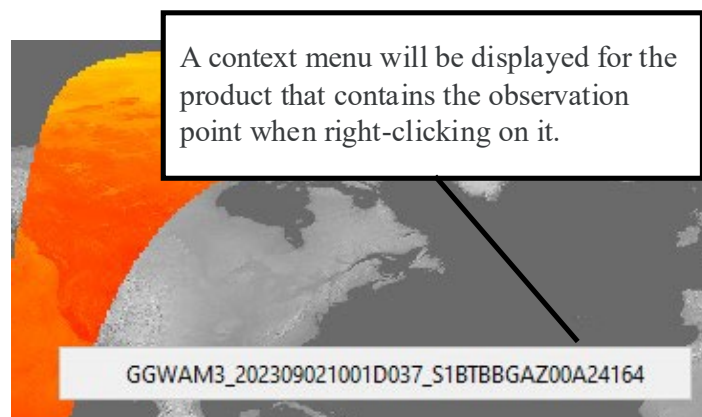 A context menu will be displayed for the
product that contains the observation
point when right-clicking on it.
GGWAM3_202309021001D037_S1BTBBGAZ00A24164